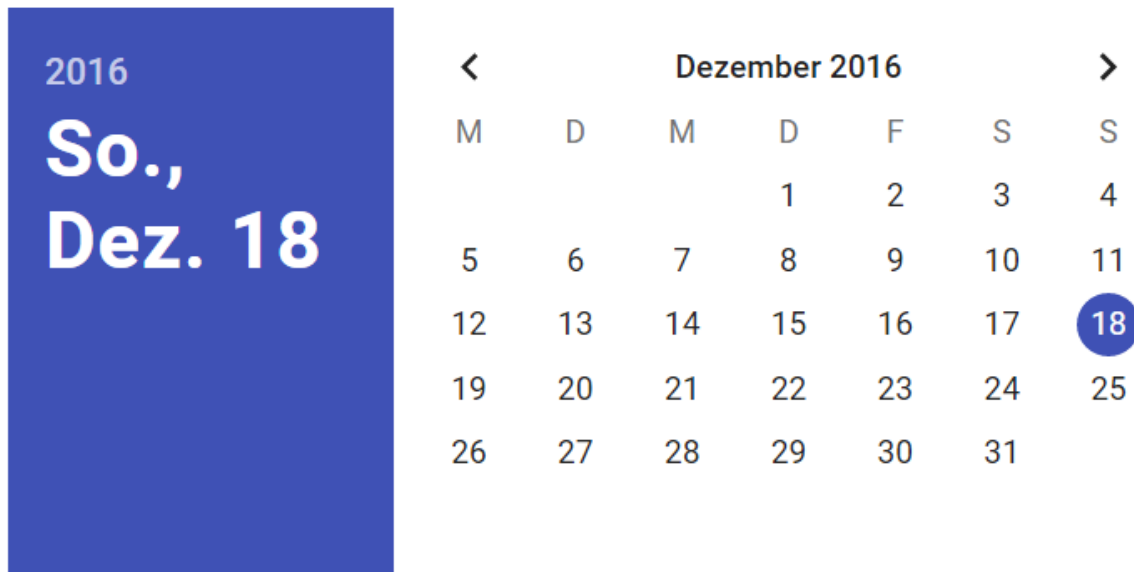 2016
So.,
Dez. 18
Dezember 2016
M D M D F S S
1 2 3 4
5 6 7 8 9 10 11
12 13 14 15 16 17 18
19 20 21 22 23 24 25
26 27 28 29 30 31